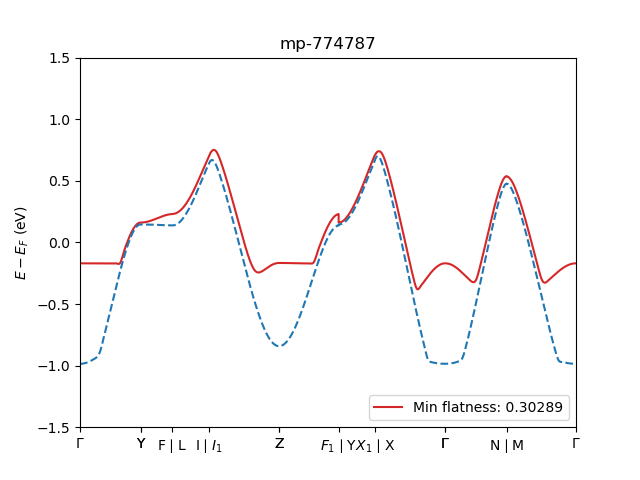 mp-774787
E − E_F (eV)
1.5
1.0
0.5
0.0
−0.5
−1.0
−1.5
Min flatness: 0.30289
Γ Y F | L I | I₁ Z F₁ | Y X₁ | X Γ N | M Γ